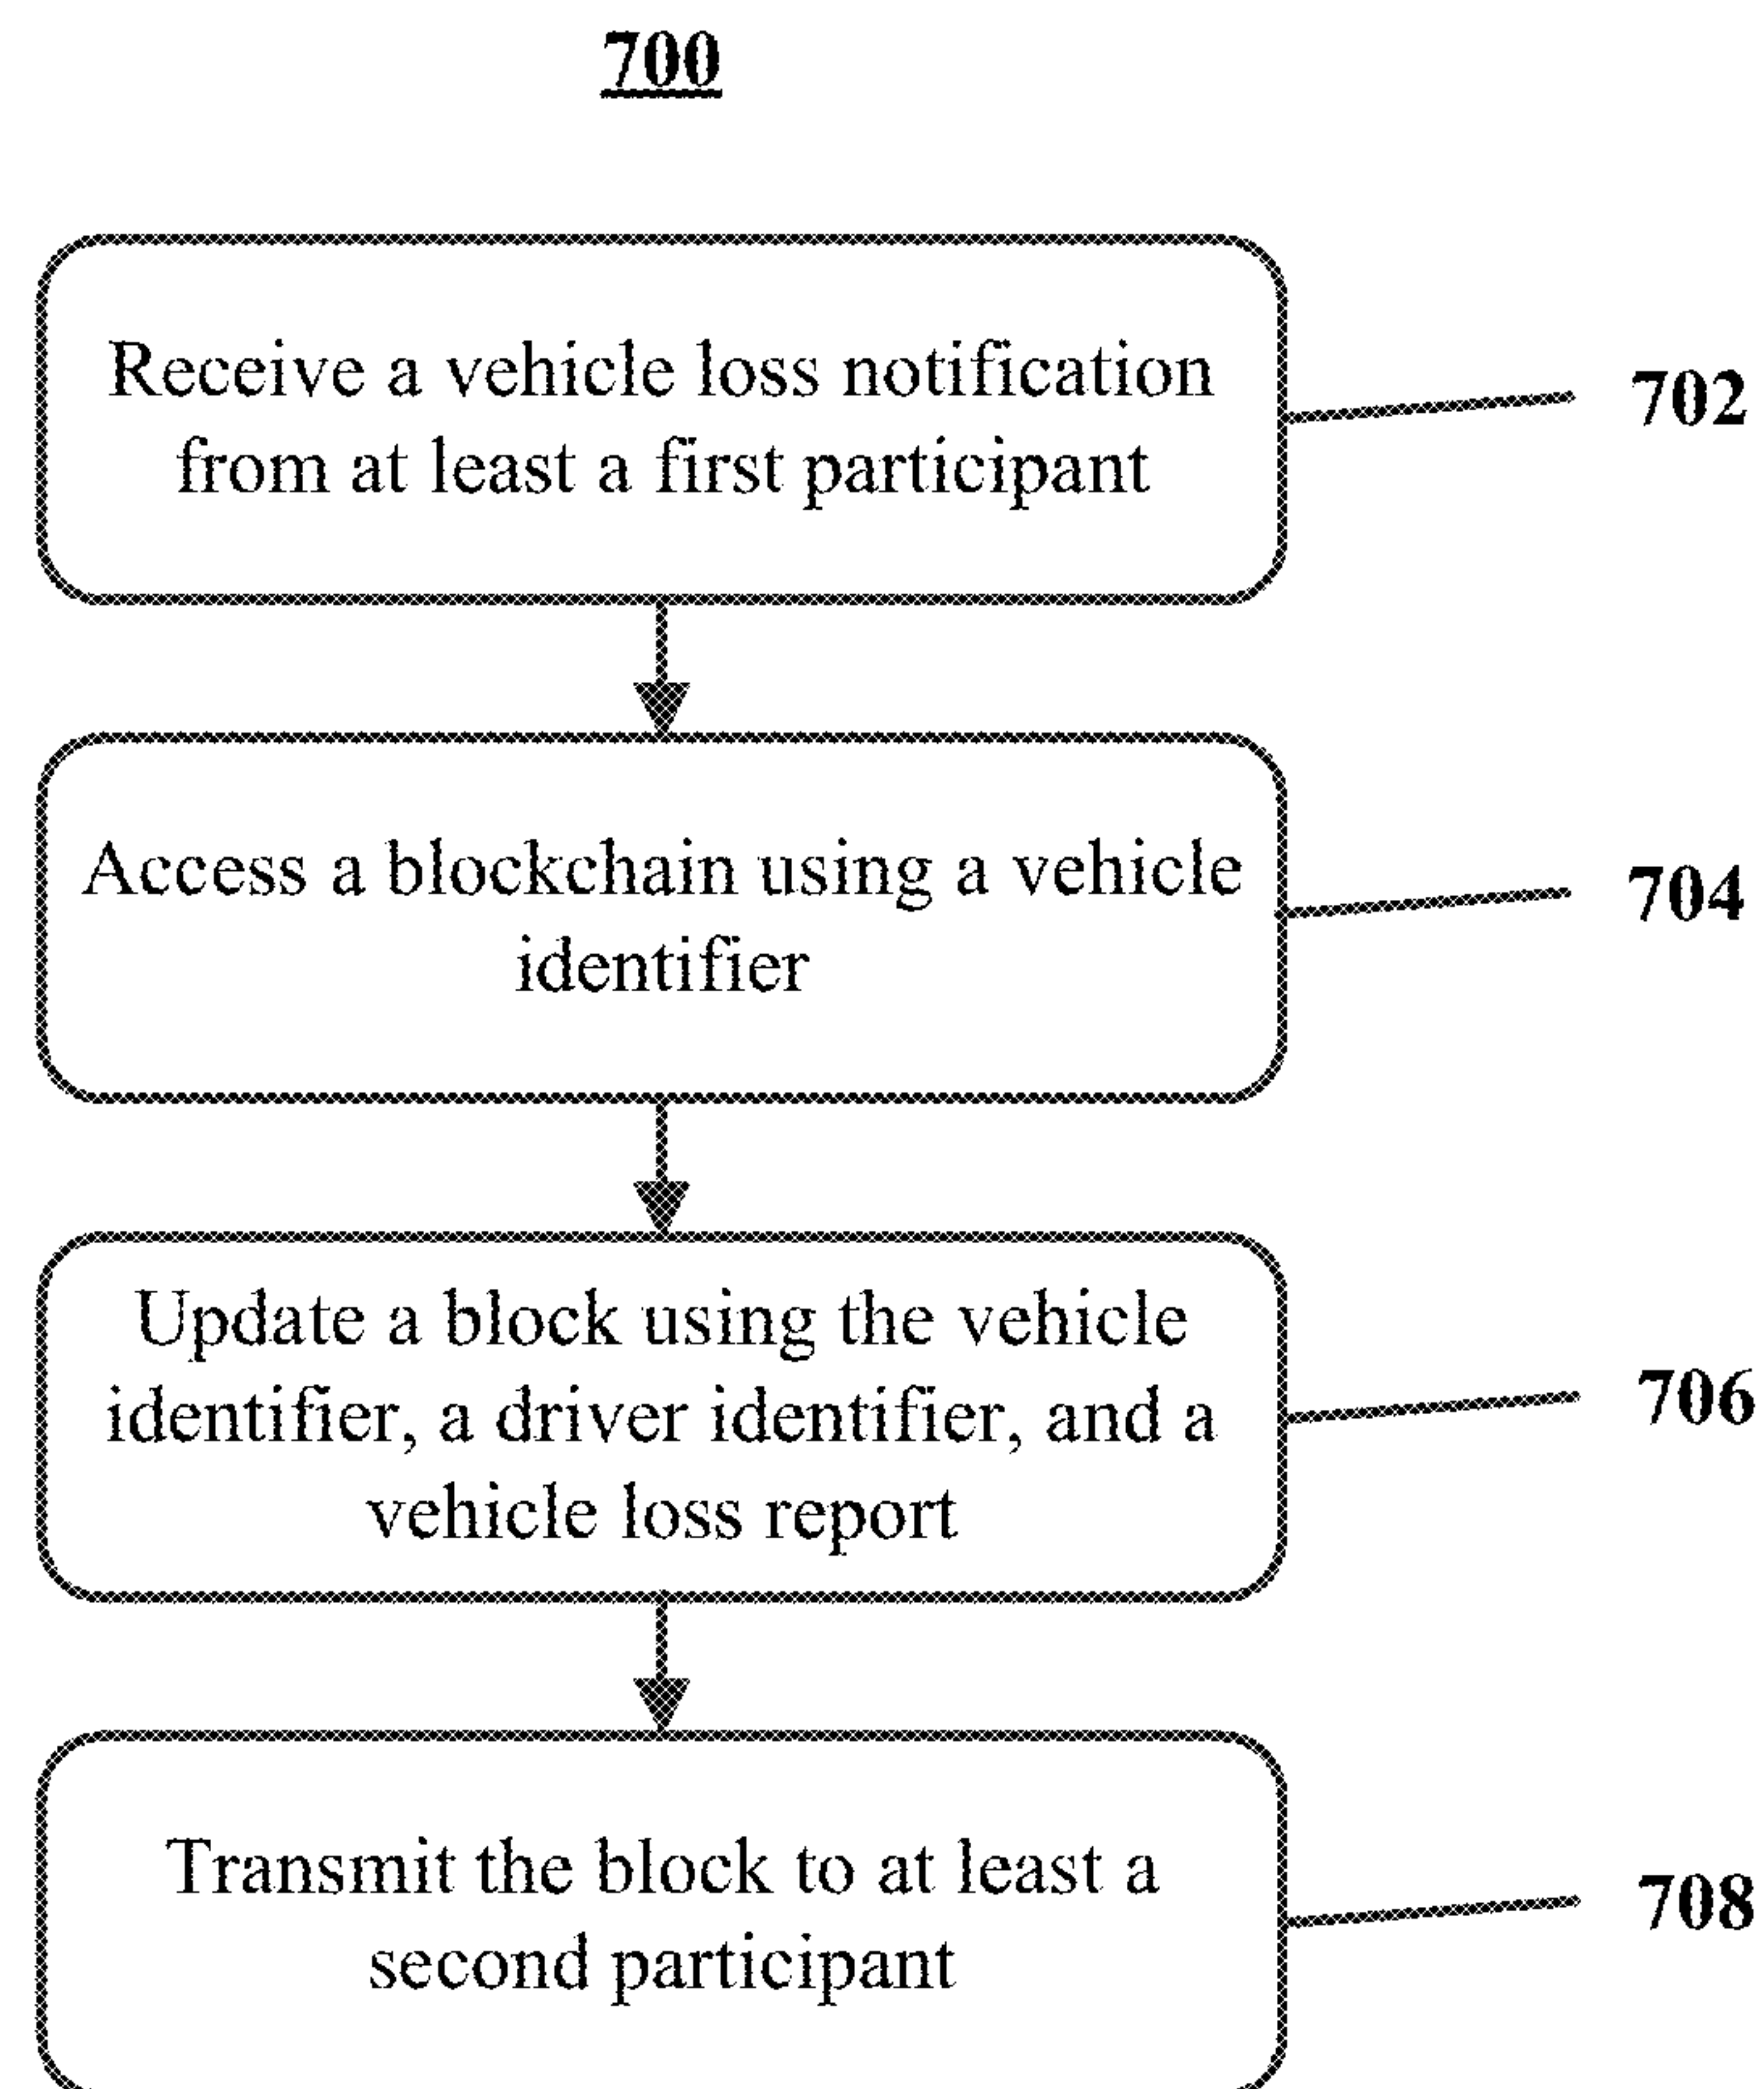 700
Receive a vehicle loss notification
from at least a first participant
702
Access a blockchain using a vehicle
identifier
704
Update a block using the vehicle
identifier, a driver identifier, and a
vehicle loss report
706
Transmit the block to at least a
second participant
708